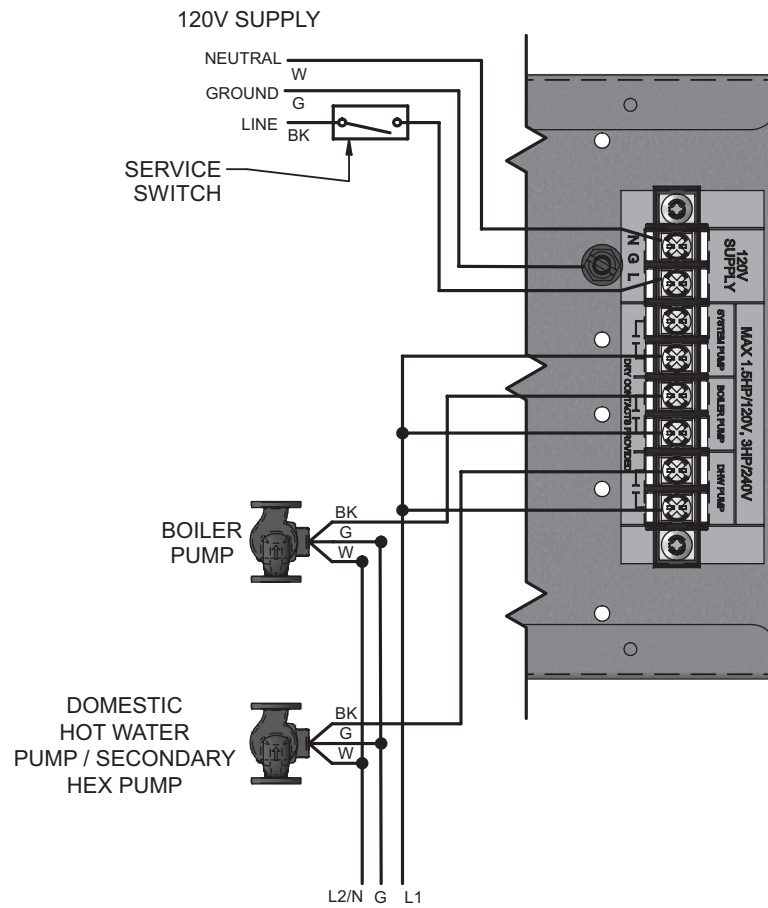 120V SUPPLY
NEUTRAL
W
GROUND
G
LINE
BK
SERVICE
SWITCH
N G L
120V
SUPPLY
SYSTEM PUMP
BOILER PUMP
DHW PUMP
MAX 1.5HP/120V, 3HP/240V
DRY CONTACTS PROVIDED
BOILER
PUMP
BK
G
W
DOMESTIC
HOT WATER
PUMP / SECONDARY
HEX PUMP
BK
G
W
L2/N G L1